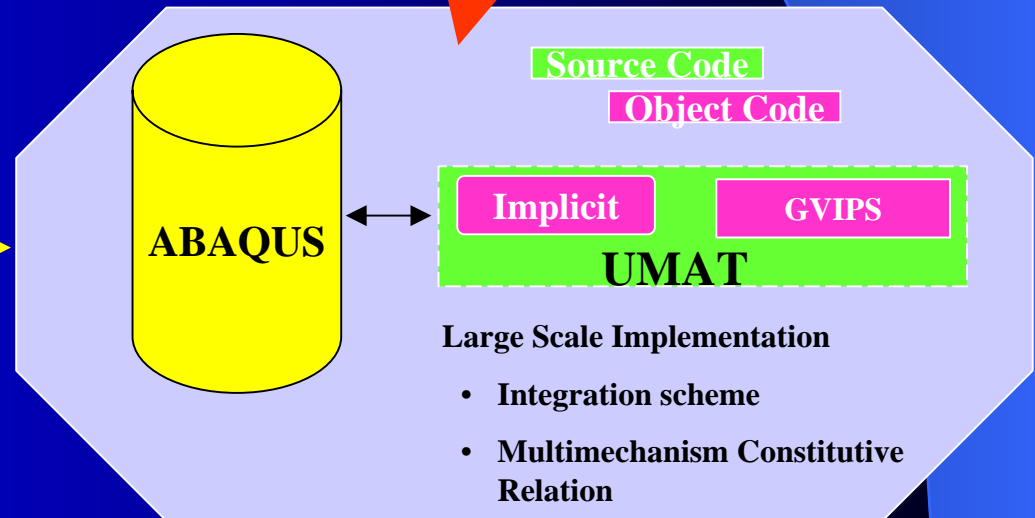 Source Code
Object Code
ABAQUS
Implicit
GVIPS
UMAT
Large Scale Implementation
• Integration scheme
• Multimechanism Constitutive
Relation